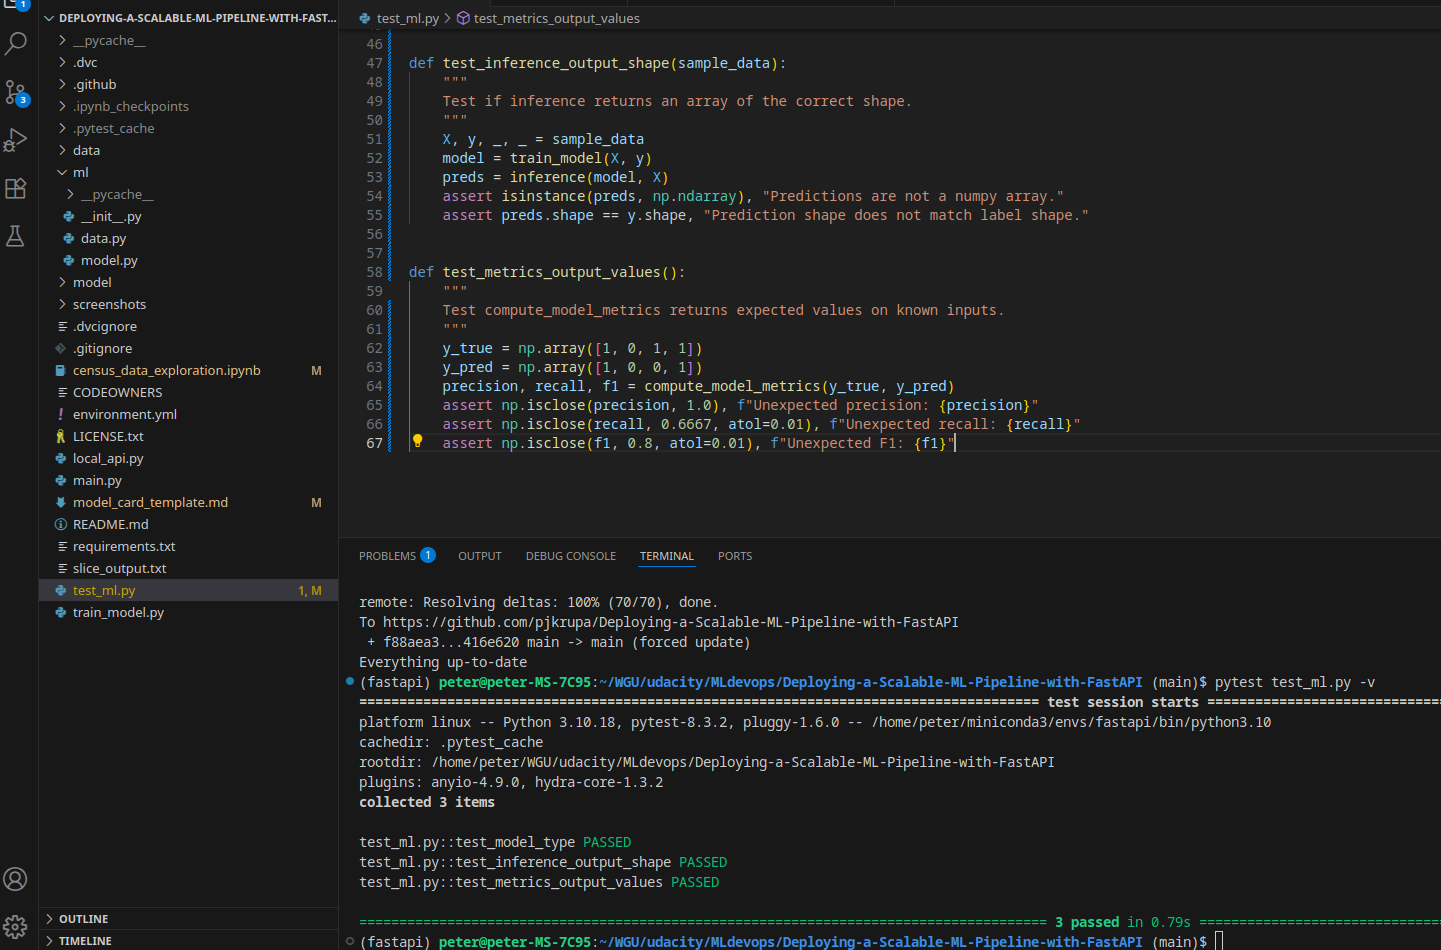 1
3
DEPLOYING-A-SCALABLE-ML-PIPELINE-WITH-FAST...
__pycache__
.dvc
.github
.ipynb_checkpoints
.pytest_cache
data
ml
__pycache__
__init__.py
data.py
model.py
model
screenshots
.dvcignore
.gitignore
census_data_exploration.ipynb M
CODEOWNERS
environment.yml
LICENSE.txt
local_api.py
main.py
model_card_template.md M
README.md
requirements.txt
slice_output.txt
test_ml.py 1, M
train_model.py
OUTLINE
TIMELINE
test_ml.py > test_metrics_output_values
46
47 def test_inference_output_shape(sample_data):
48 """
49 Test if inference returns an array of the correct shape.
50 """
51 X, y, _, _ = sample_data
52 model = train_model(X, y)
53 preds = inference(model, X)
54 assert isinstance(preds, np.ndarray), "Predictions are not a numpy array."
55 assert preds.shape == y.shape, "Prediction shape does not match label shape."
56
57
58 def test_metrics_output_values():
59 """
60 Test compute_model_metrics returns expected values on known inputs.
61 """
62 y_true = np.array([1, 0, 1, 1])
63 y_pred = np.array([1, 0, 0, 1])
64 precision, recall, f1 = compute_model_metrics(y_true, y_pred)
65 assert np.isclose(precision, 1.0), f"Unexpected precision: {precision}"
66 assert np.isclose(recall, 0.6667, atol=0.01), f"Unexpected recall: {recall}"
67 assert np.isclose(f1, 0.8, atol=0.01), f"Unexpected F1: {f1}"
PROBLEMS 1 OUTPUT DEBUG CONSOLE TERMINAL PORTS
remote: Resolving deltas: 100% (70/70), done.
To https://github.com/pjkrupa/Deploying-a-Scalable-ML-Pipeline-with-FastAPI
+ f88aea3...416e620 main -> main (forced update)
Everything up-to-date
(fastapi) peter@peter-MS-7C95:~/WGU/udacity/MLdevops/Deploying-a-Scalable-ML-Pipeline-with-FastAPI (main)$ pytest test_ml.py -v
===================================================================================== test session starts ==============================
platform linux -- Python 3.10.18, pytest-8.3.2, pluggy-1.6.0 -- /home/peter/miniconda3/envs/fastapi/bin/python3.10
cachedir: .pytest_cache
rootdir: /home/peter/WGU/udacity/MLdevops/Deploying-a-Scalable-ML-Pipeline-with-FastAPI
plugins: anyio-4.9.0, hydra-core-1.3.2
collected 3 items
test_ml.py::test_model_type PASSED
test_ml.py::test_inference_output_shape PASSED
test_ml.py::test_metrics_output_values PASSED
====================================================================================== 3 passed in 0.79s ===============================
(fastapi) peter@peter-MS-7C95:~/WGU/udacity/MLdevops/Deploying-a-Scalable-ML-Pipeline-with-FastAPI (main)$